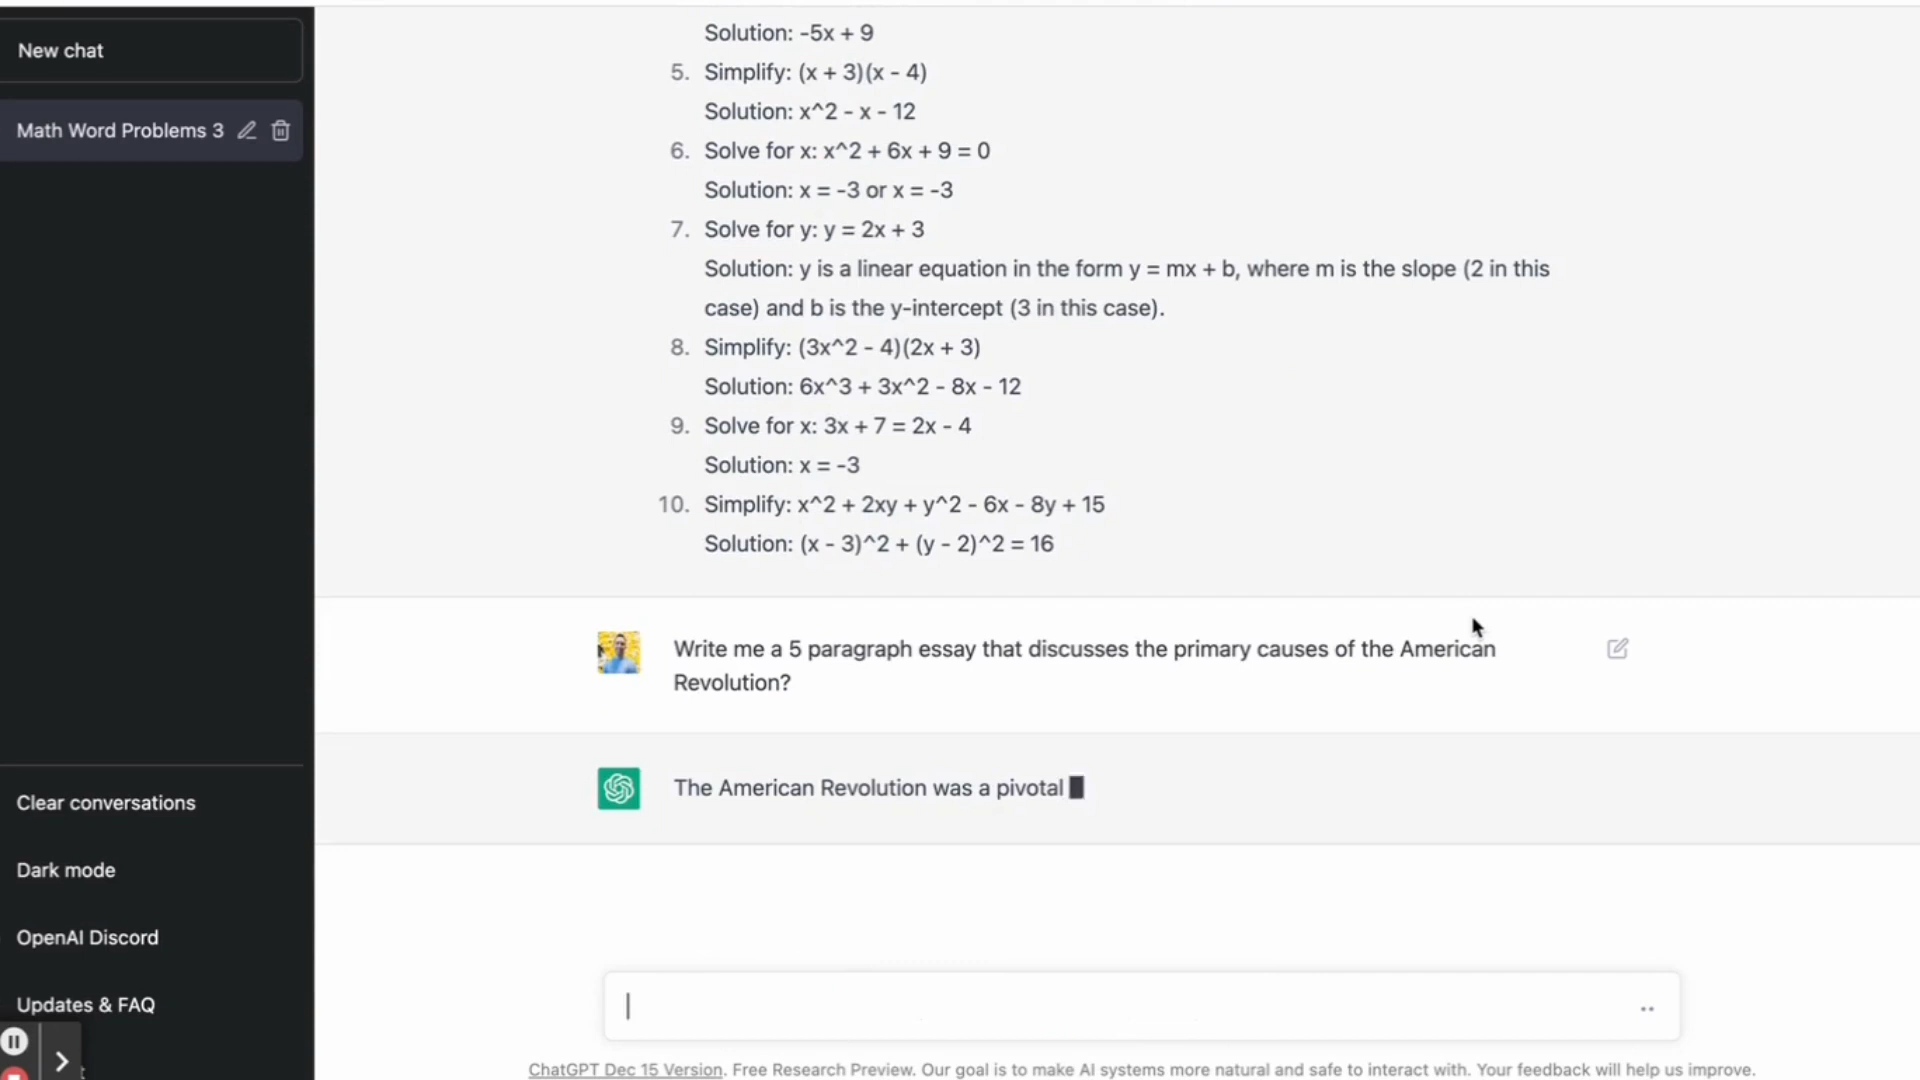 New chat
Math Word Problems 3
Clear conversations
Dark mode
OpenAI Discord
Updates & FAQ
Solution: -5x + 9
5. Simplify: (x + 3)(x - 4)
Solution: x^2 - x - 12
6. Solve for x: x^2 + 6x + 9 = 0
Solution: x = -3 or x = -3
7. Solve for y: y = 2x + 3
Solution: y is a linear equation in the form y = mx + b, where m is the slope (2 in this
case) and b is the y-intercept (3 in this case).
8. Simplify: (3x^2 - 4)(2x + 3)
Solution: 6x^3 + 3x^2 - 8x - 12
9. Solve for x: 3x + 7 = 2x - 4
Solution: x = -3
10. Simplify: x^2 + 2xy + y^2 - 6x - 8y + 15
Solution: (x - 3)^2 + (y - 2)^2 = 16
Write me a 5 paragraph essay that discusses the primary causes of the American
Revolution?
The American Revolution was a pivotal
ChatGPT Dec 15 Version. Free Research Preview. Our goal is to make AI systems more natural and safe to interact with. Your feedback will help us improve.